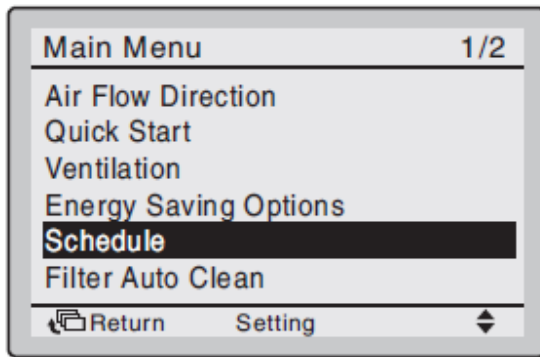 Main Menu 1/2
Air Flow Direction
Quick Start
Ventilation
Energy Saving Options
Schedule
Filter Auto Clean
Return Setting